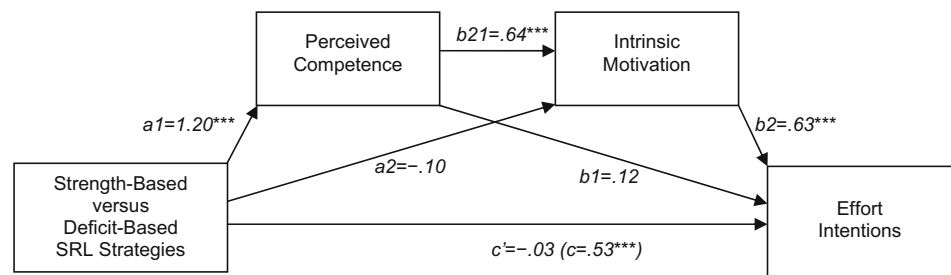 Perceived
Competence
b21=.64***
Intrinsic
Motivation
a1=1.20***
b2=.63***
a2=−.10
b1=.12
Strength-Based
versus
Deficit-Based
SRL Strategies
Effort
Intentions
c'=−.03 (c=.53***)